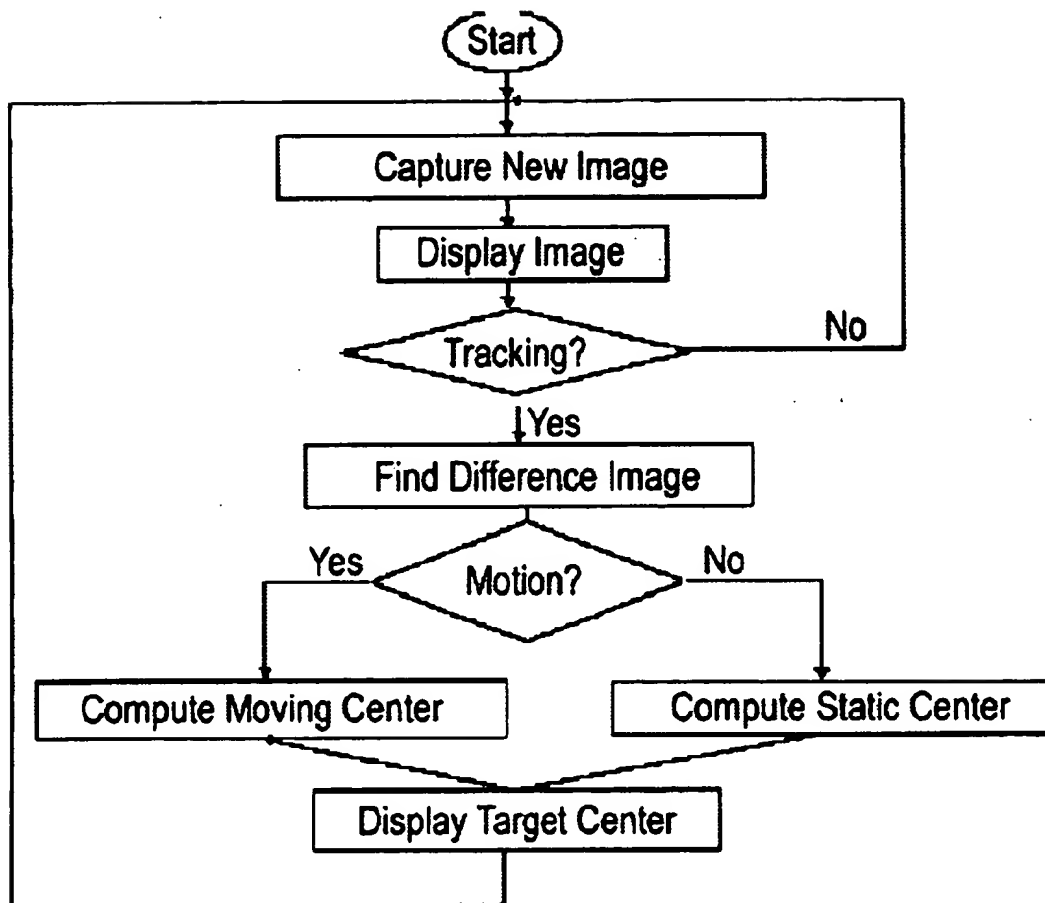 Start
Capture New Image
Display Image
Tracking?
No
Yes
Find Difference Image
Motion?
Yes
No
Compute Moving Center
Compute Static Center
Display Target Center